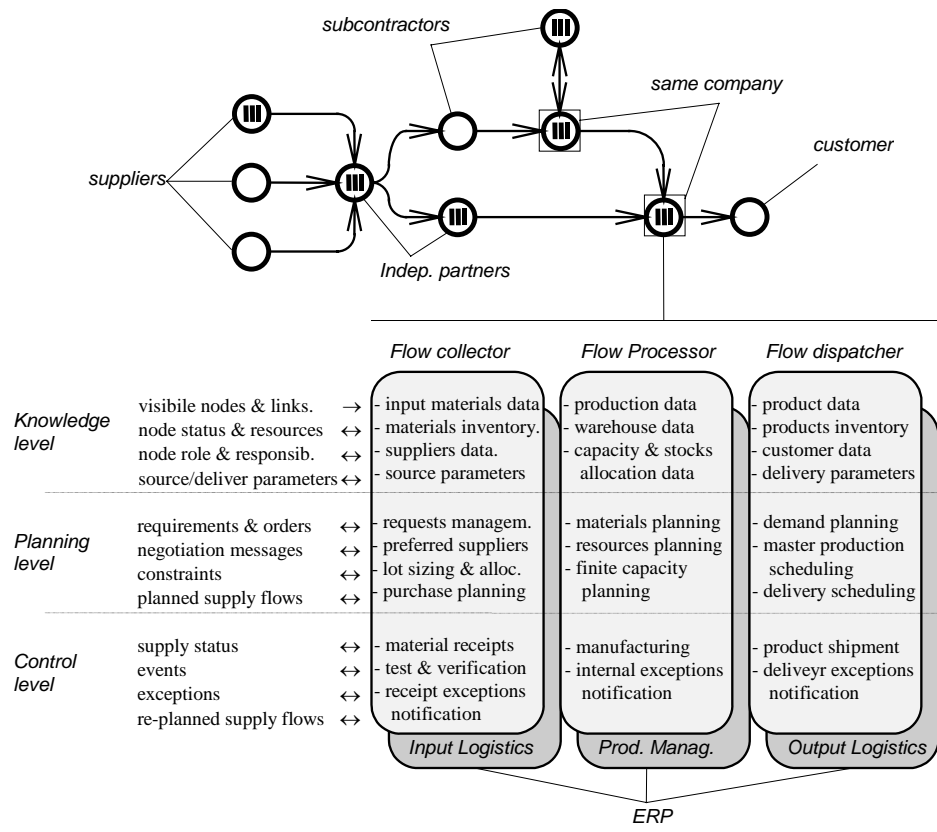 subcontractors
same company
customer
suppliers
Indep. partners
Flow collector
Flow Processor
Flow dispatcher
Knowledge
level
visibile nodes & links. →
node status & resources ↔
node role & responsib. ↔
source/deliver parameters ↔
- input materials data
- materials inventory.
- suppliers data.
- source parameters
- production data
- warehouse data
- capacity & stocks
allocation data
- product data
- products inventory
- customer data
- delivery parameters
Planning
level
requirements & orders ↔
negotiation messages ↔
constraints ↔
planned supply flows ↔
- requests managem.
- preferred suppliers
- lot sizing & alloc.
- purchase planning
- materials planning
- resources planning
- finite capacity
planning
- demand planning
- master production
scheduling
- delivery scheduling
Control
level
supply status ↔
events ↔
exceptions ↔
re-planned supply flows ↔
- material receipts
- test & verification
- receipt exceptions
notification
- manufacturing
- internal exceptions
notification
- product shipment
- deliveyr exceptions
notification
Input Logistics
Prod. Manag.
Output Logistics
ERP